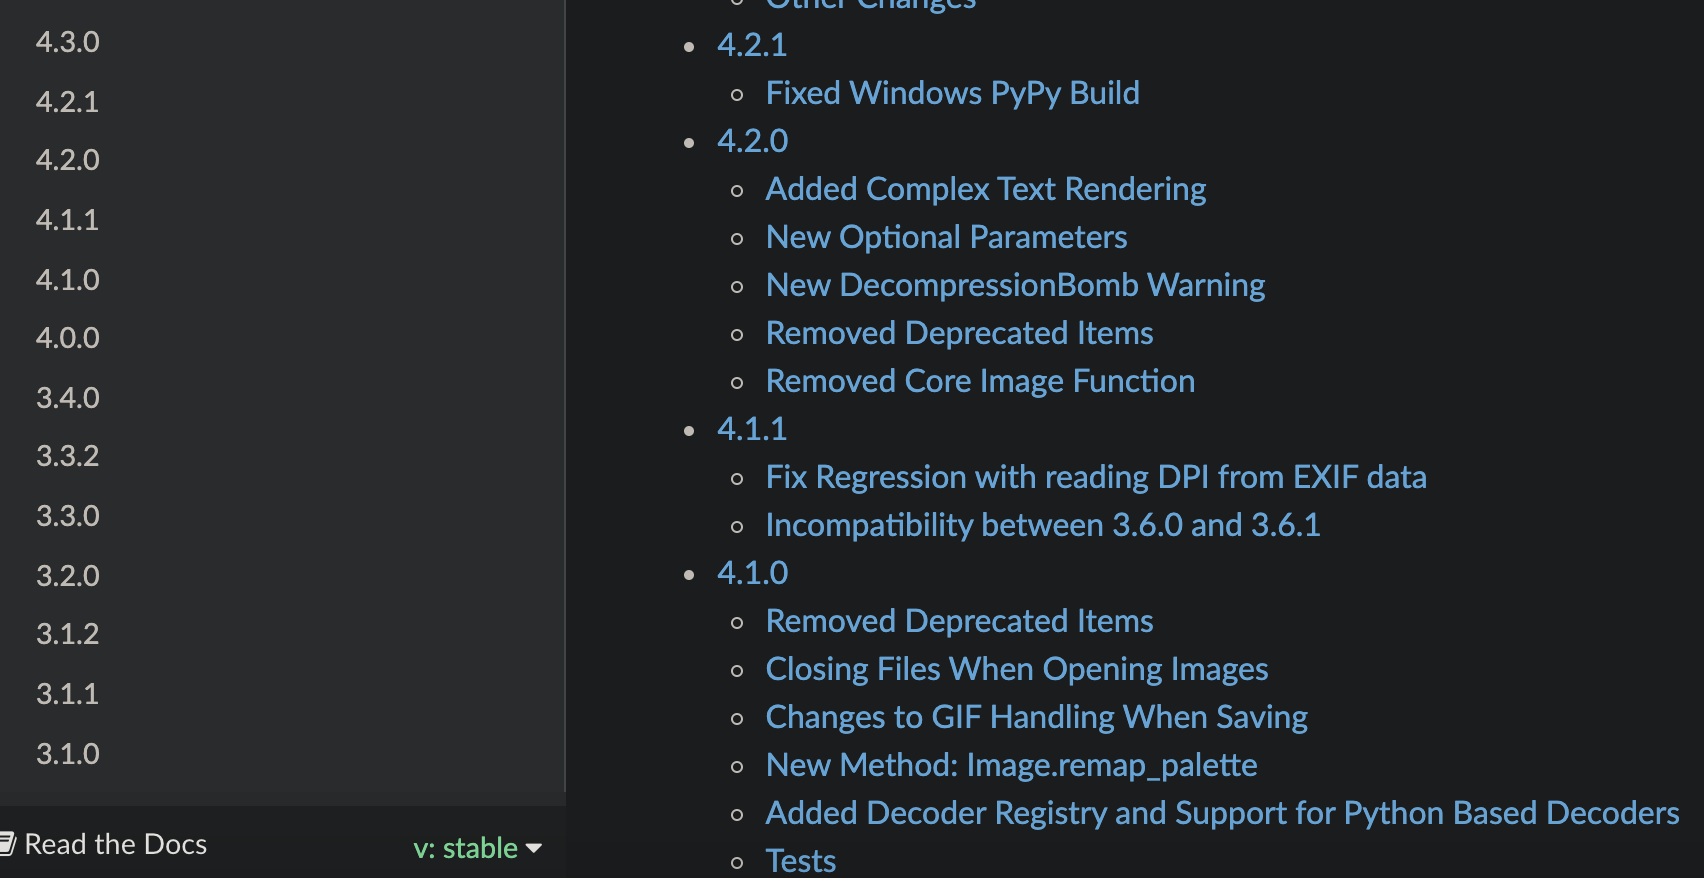 4.3.0
4.2.1
4.2.0
4.1.1
4.1.0
4.0.0
3.4.0
3.3.2
3.3.0
3.2.0
3.1.2
3.1.1
3.1.0
Read the Docs
v: stable
Other Changes
4.2.1
Fixed Windows PyPy Build
4.2.0
Added Complex Text Rendering
New Optional Parameters
New DecompressionBomb Warning
Removed Deprecated Items
Removed Core Image Function
4.1.1
Fix Regression with reading DPI from EXIF data
Incompatibility between 3.6.0 and 3.6.1
4.1.0
Removed Deprecated Items
Closing Files When Opening Images
Changes to GIF Handling When Saving
New Method: Image.remap_palette
Added Decoder Registry and Support for Python Based Decoders
Tests